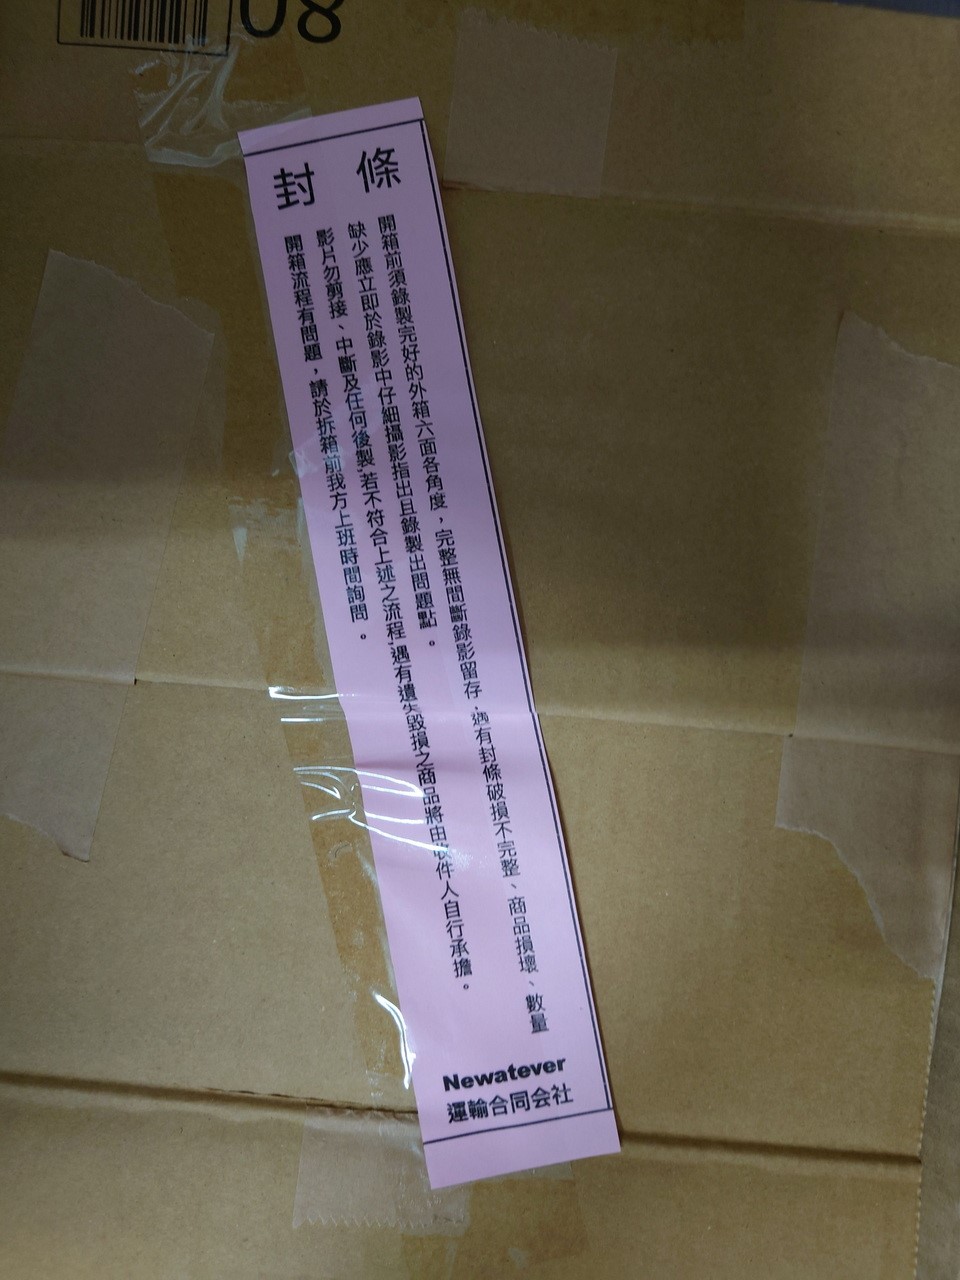 08
封條
開箱前須錄製完好的外箱六面各角度，完整無間斷錄影留存，遇有封條破損不完整、商品損壞、數量
缺少應立即於錄影中仔細攝影指出且錄製出問題點。
影片勿剪接、中斷及任何後製,若不符合上述之流程,遇有遺失毀損之商品將由收件人自行承擔。
開箱流程有問題，請於拆箱前我方上班時間詢問。
Newatever
運輸合同会社